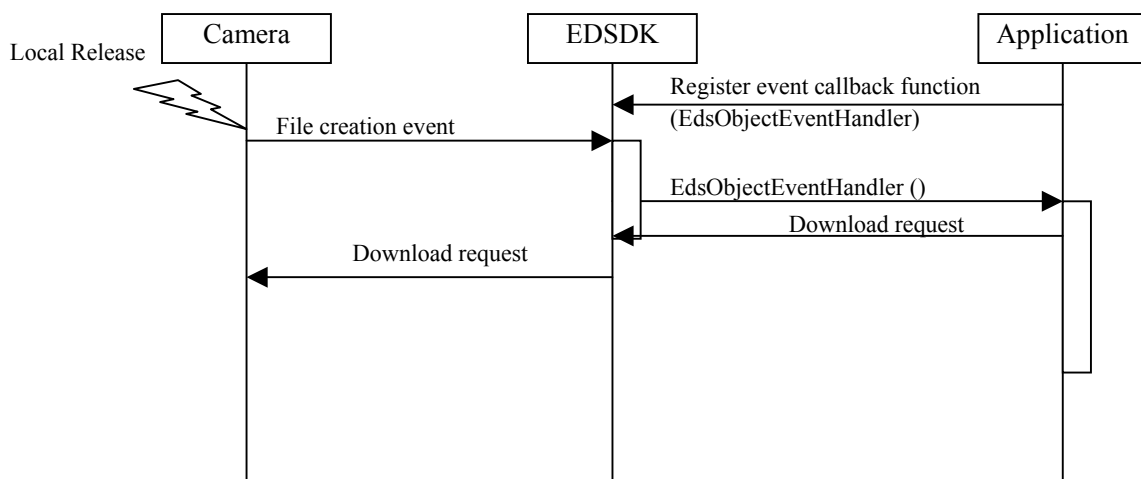 Camera
EDSDK
Application
Local Release
Register event callback function
(EdsObjectEventHandler)
File creation event
EdsObjectEventHandler ()
Download request
Download request